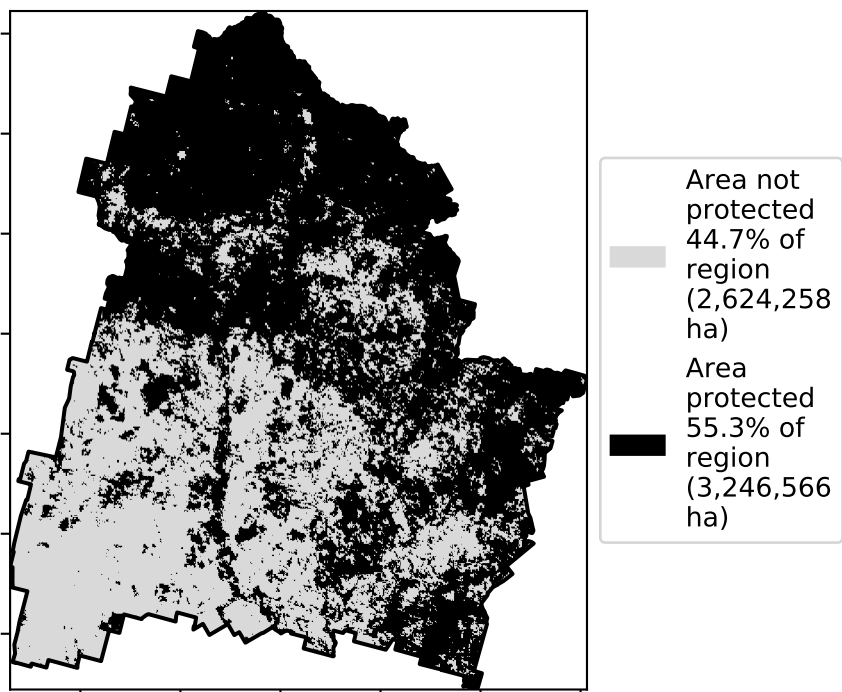 Area not
protected
44.7% of
region
(2,624,258
ha)
Area
protected
55.3% of
region
(3,246,566
ha)